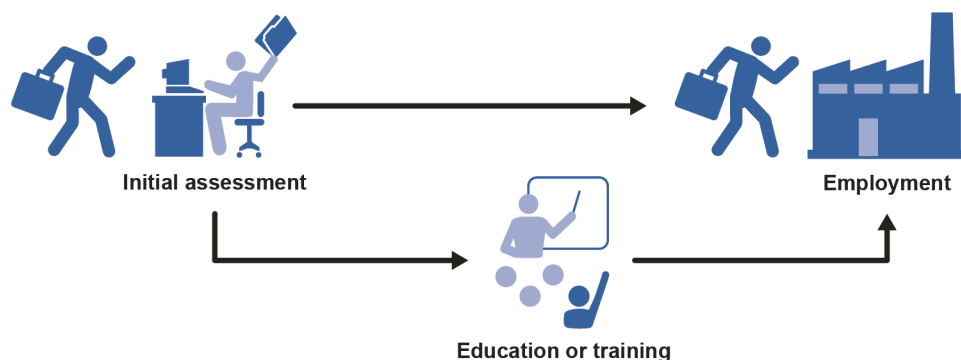 Initial assessment
Employment
Education or training